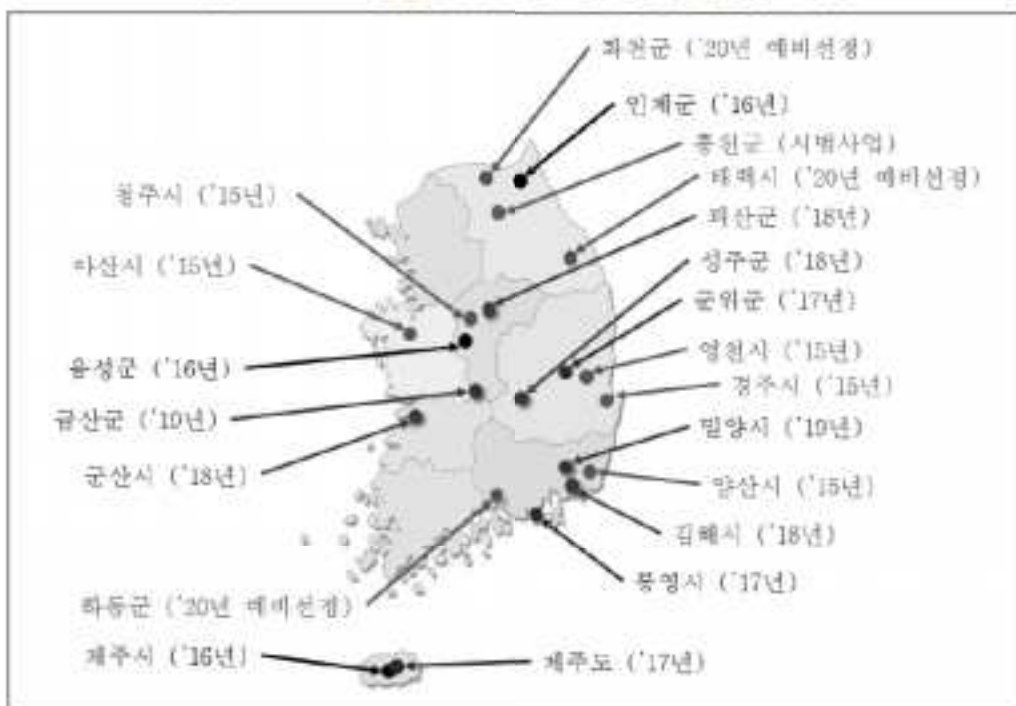 화천군 ('20년 예비선정)
인제군 ('16년)
홍천군 (시범사업)
태백시 ('20년 예비선정)
청주시 ('15년)
괴산군 ('18년)
성주군 ('18년)
아산시 ('15년)
군위군 ('17년)
영천시 ('15년)
음성군 ('16년)
경주시 ('15년)
금산군 ('19년)
밀양시 ('19년)
군산시 ('18년)
양산시 ('15년)
김해시 ('18년)
통영시 ('17년)
하동군 ('20년 예비선정)
제주시 ('16년)
제주도 ('17년)